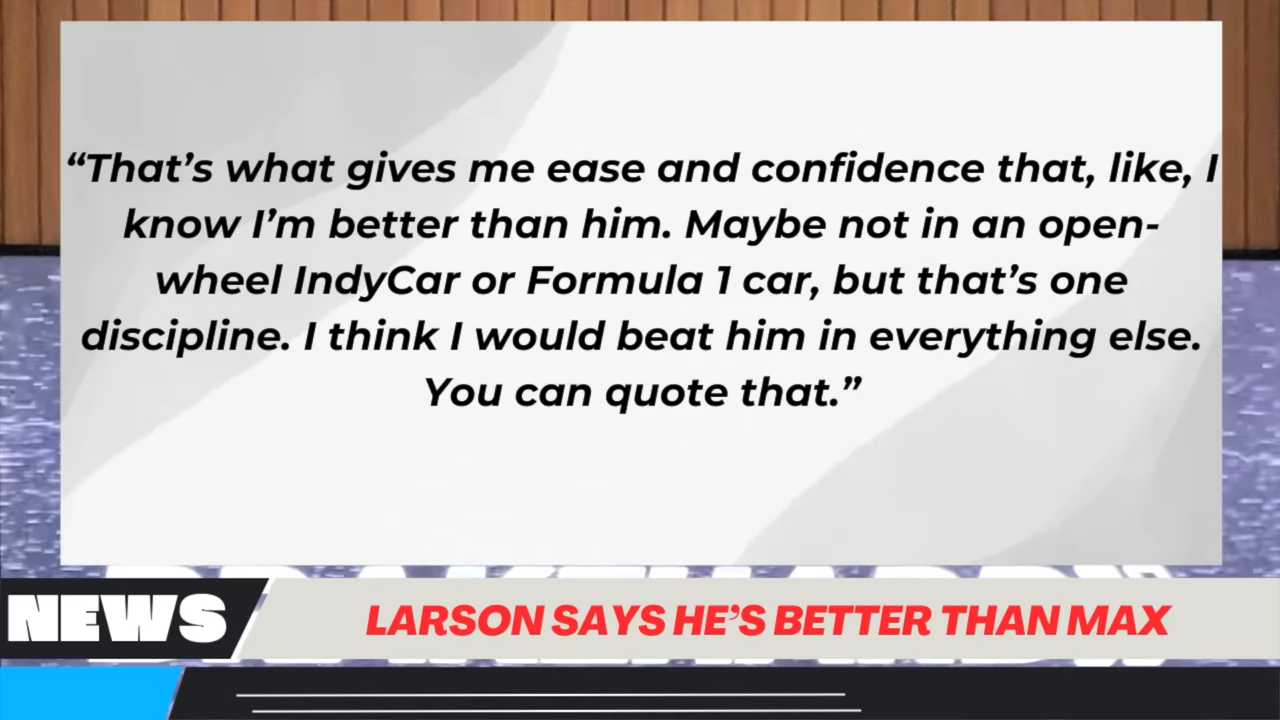 “That’s what gives me ease and confidence that, like, I
know I’m better than him. Maybe not in an open-
wheel IndyCar or Formula 1 car, but that’s one
discipline. I think I would beat him in everything else.
You can quote that.”
NEWS
LARSON SAYS HE’S BETTER THAN MAX